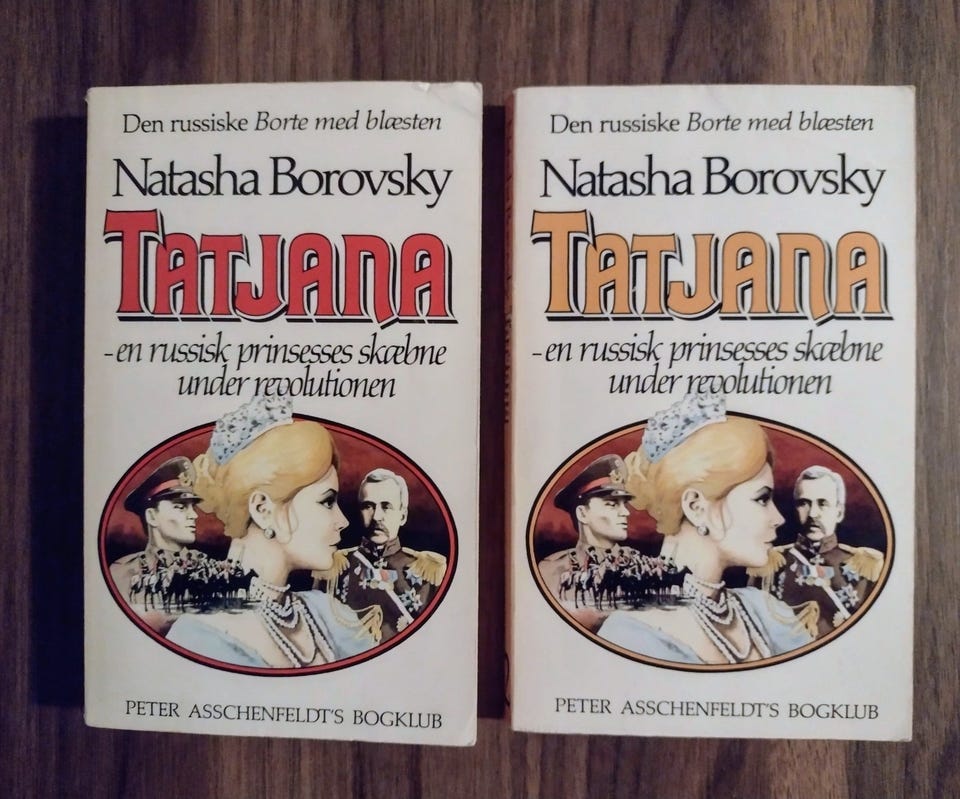 Den russiske Borte med blæsten
Natasha Borovsky
TATJANA
-en russisk prinsesses skæbne
under revolutionen
PETER ASSCHENFELDT'S BOGKLUB
Den russiske Borte med blæsten
Natasha Borovsky
TATJANA
-en russisk prinsesses skæbne
under revolutionen
PETER ASSCHENFELDT'S BOGKLUB